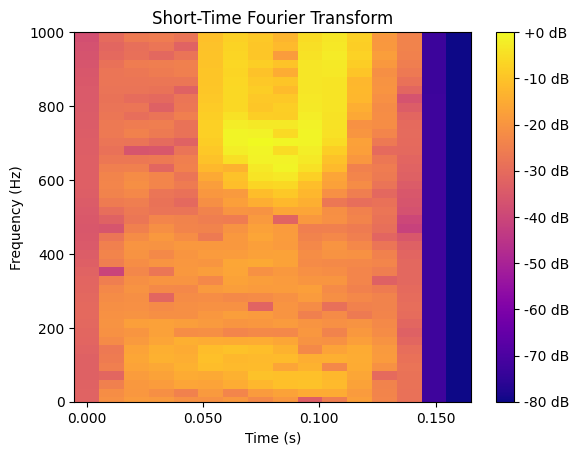 Short-Time Fourier Transform
1000
800
600
400
200
0
Frequency (Hz)
0.000
0.050
0.100
0.150
Time (s)
+0 dB
-10 dB
-20 dB
-30 dB
-40 dB
-50 dB
-60 dB
-70 dB
-80 dB